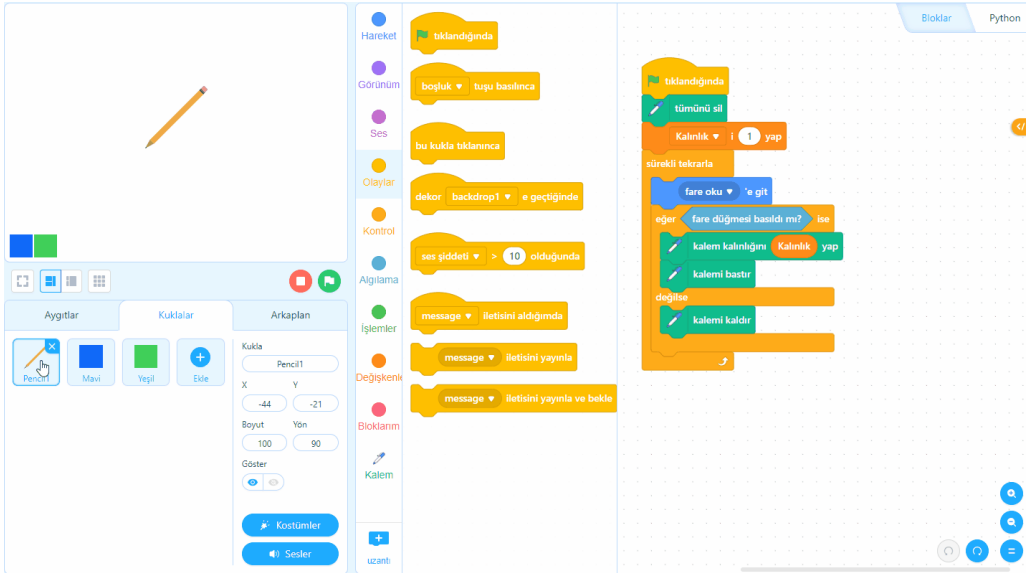 Aygıtlar
Kuklalar
Arkaplan
Pencil1
Mavi
Yeşil
Ekle
Kukla
Pencil1
X
Y
-44
-21
Boyut
Yön
100
90
Göster
Kostümler
Sesler
Hareket
Görünüm
Ses
Olaylar
Kontrol
Algılama
İşlemler
Değişkenle
Bloklarım
Kalem
uzantı
tıklandığında
boşluk tuşu basılınca
bu kukla tıklanınca
dekor backdrop1 e geçtiğinde
ses şiddeti > 10 olduğunda
message iletisini aldığımda
message iletisini yayınla
message iletisini yayınla ve bekle
Bloklar
Python
tıklandığında
tümünü sil
Kalınlık i 1 yap
sürekli tekrarla
fare oku 'e git
eğer fare düğmesi basıldı mı? ise
kalem kalınlığını Kalınlık yap
kalemi bastır
değilse
kalemi kaldır